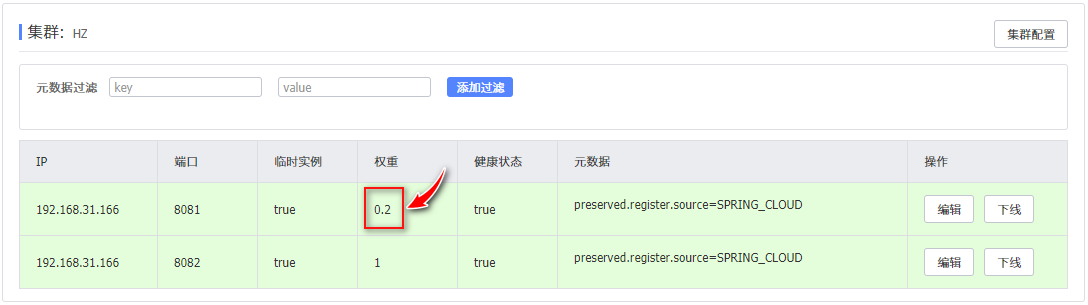 集群: HZ 集群配置
元数据过滤 key value 添加过滤
IP 端口 临时实例 权重 健康状态 元数据 操作
192.168.31.166 8081 true 0.2 true preserved.register.source=SPRING_CLOUD 编辑 下线
192.168.31.166 8082 true 1 true preserved.register.source=SPRING_CLOUD 编辑 下线